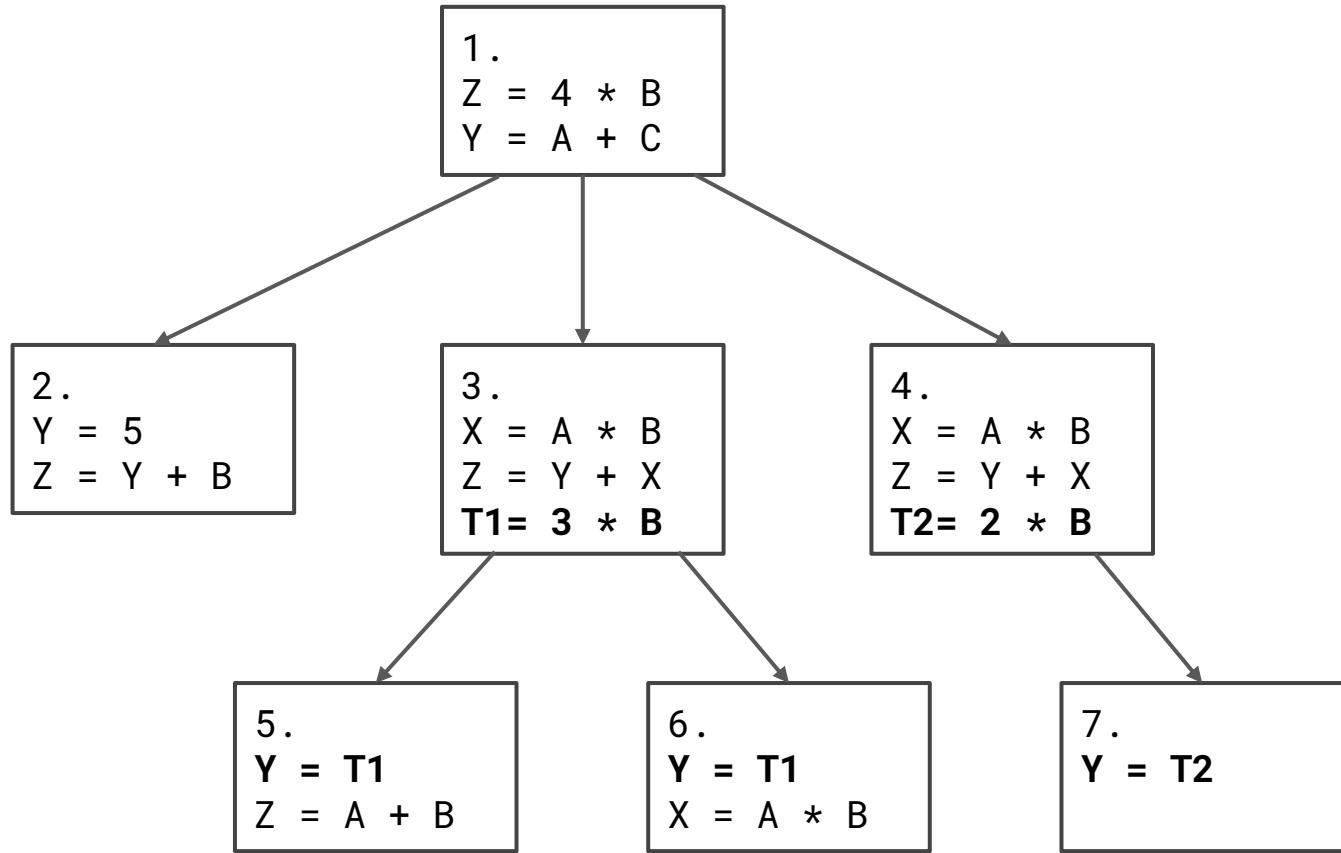 1.
Z = 4 * B
Y = A + C
2.
Y = 5
Z = Y + B
3.
X = A * B
Z = Y + X
T1= 3 * B
4.
X = A * B
Z = Y + X
T2= 2 * B
5.
Y = T1
Z = A + B
6.
Y = T1
X = A * B
7.
Y = T2